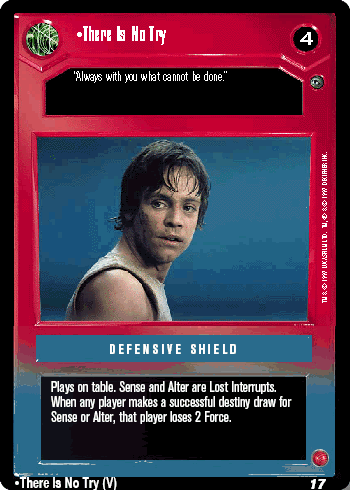 •There Is No Try
4
"Always with you what cannot be done."
DEFENSIVE SHIELD
Plays on table. Sense and Alter are Lost Interrupts.
When any player makes a successful destiny draw for
Sense or Alter, that player loses 2 Force.
•There Is No Try (V)
17